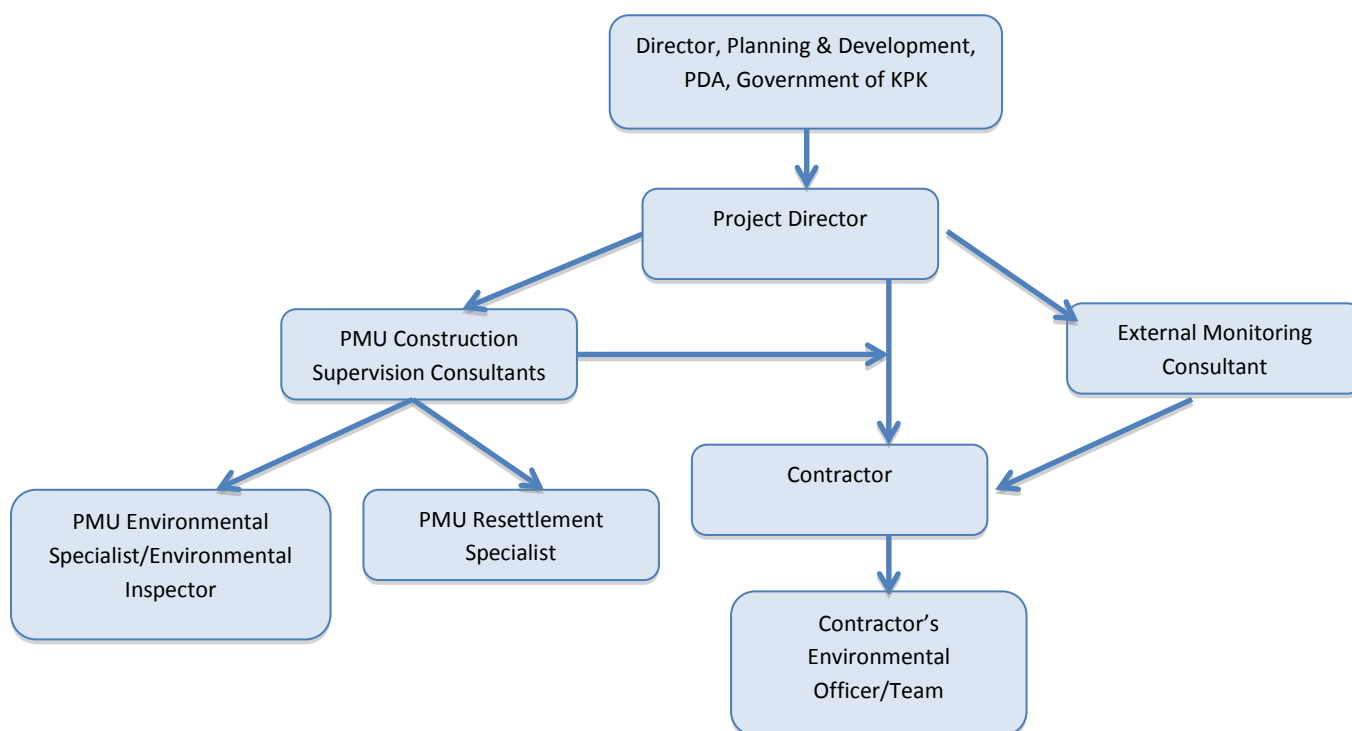 Director, Planning & Development,
PDA, Government of KPK
Project Director
PMU Construction
Supervision Consultants
External Monitoring
Consultant
Contractor
PMU Environmental
Specialist/Environmental
Inspector
PMU Resettlement
Specialist
Contractor’s
Environmental
Officer/Team